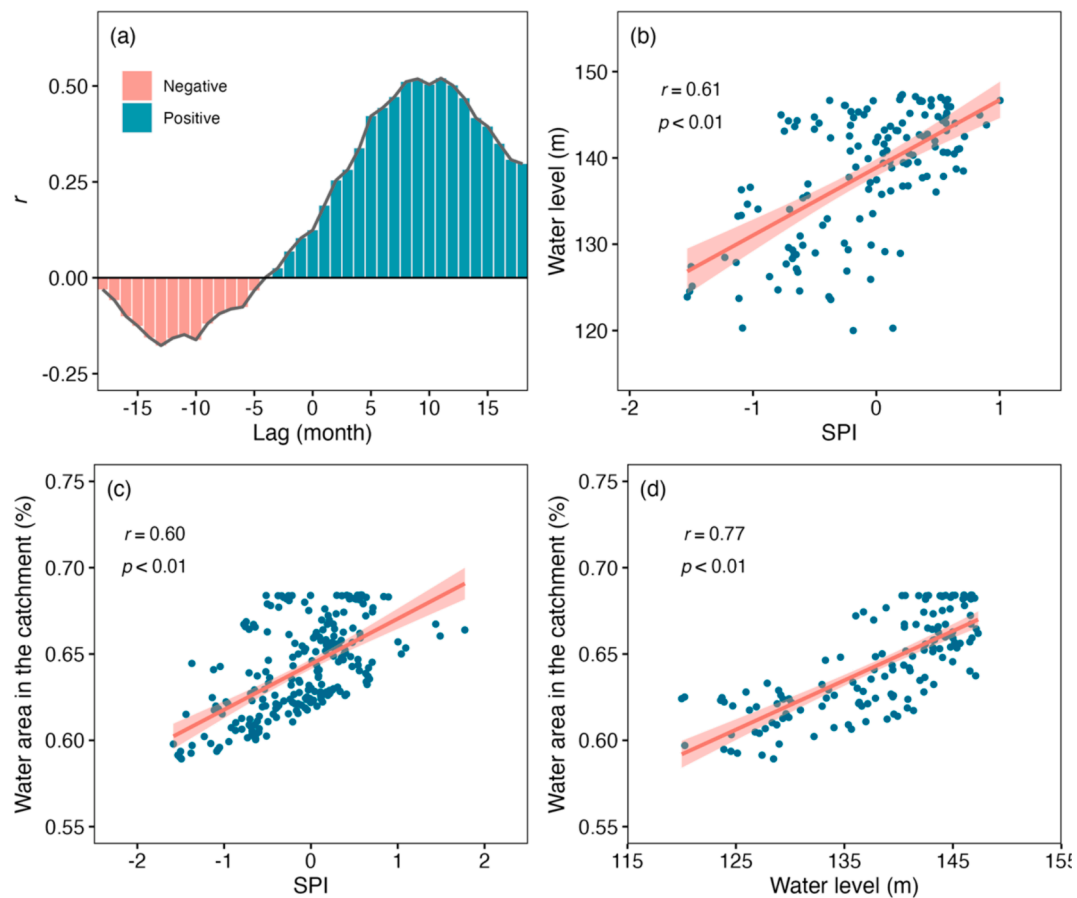 (a)
Negative
Positive
0.50
0.25
0.00
-0.25
r
-15 -10 -5 0 5 10 15
Lag (month)
(b)
r = 0.61
p < 0.01
150
140
130
120
Water level (m)
-2 -1 0 1
SPI
(c)
r = 0.60
p < 0.01
0.75
0.70
0.65
0.60
0.55
Water area in the catchment (%)
-2 -1 0 1 2
SPI
(d)
r = 0.77
p < 0.01
0.75
0.70
0.65
0.60
0.55
Water area in the catchment (%)
115 125 135 145 155
Water level (m)